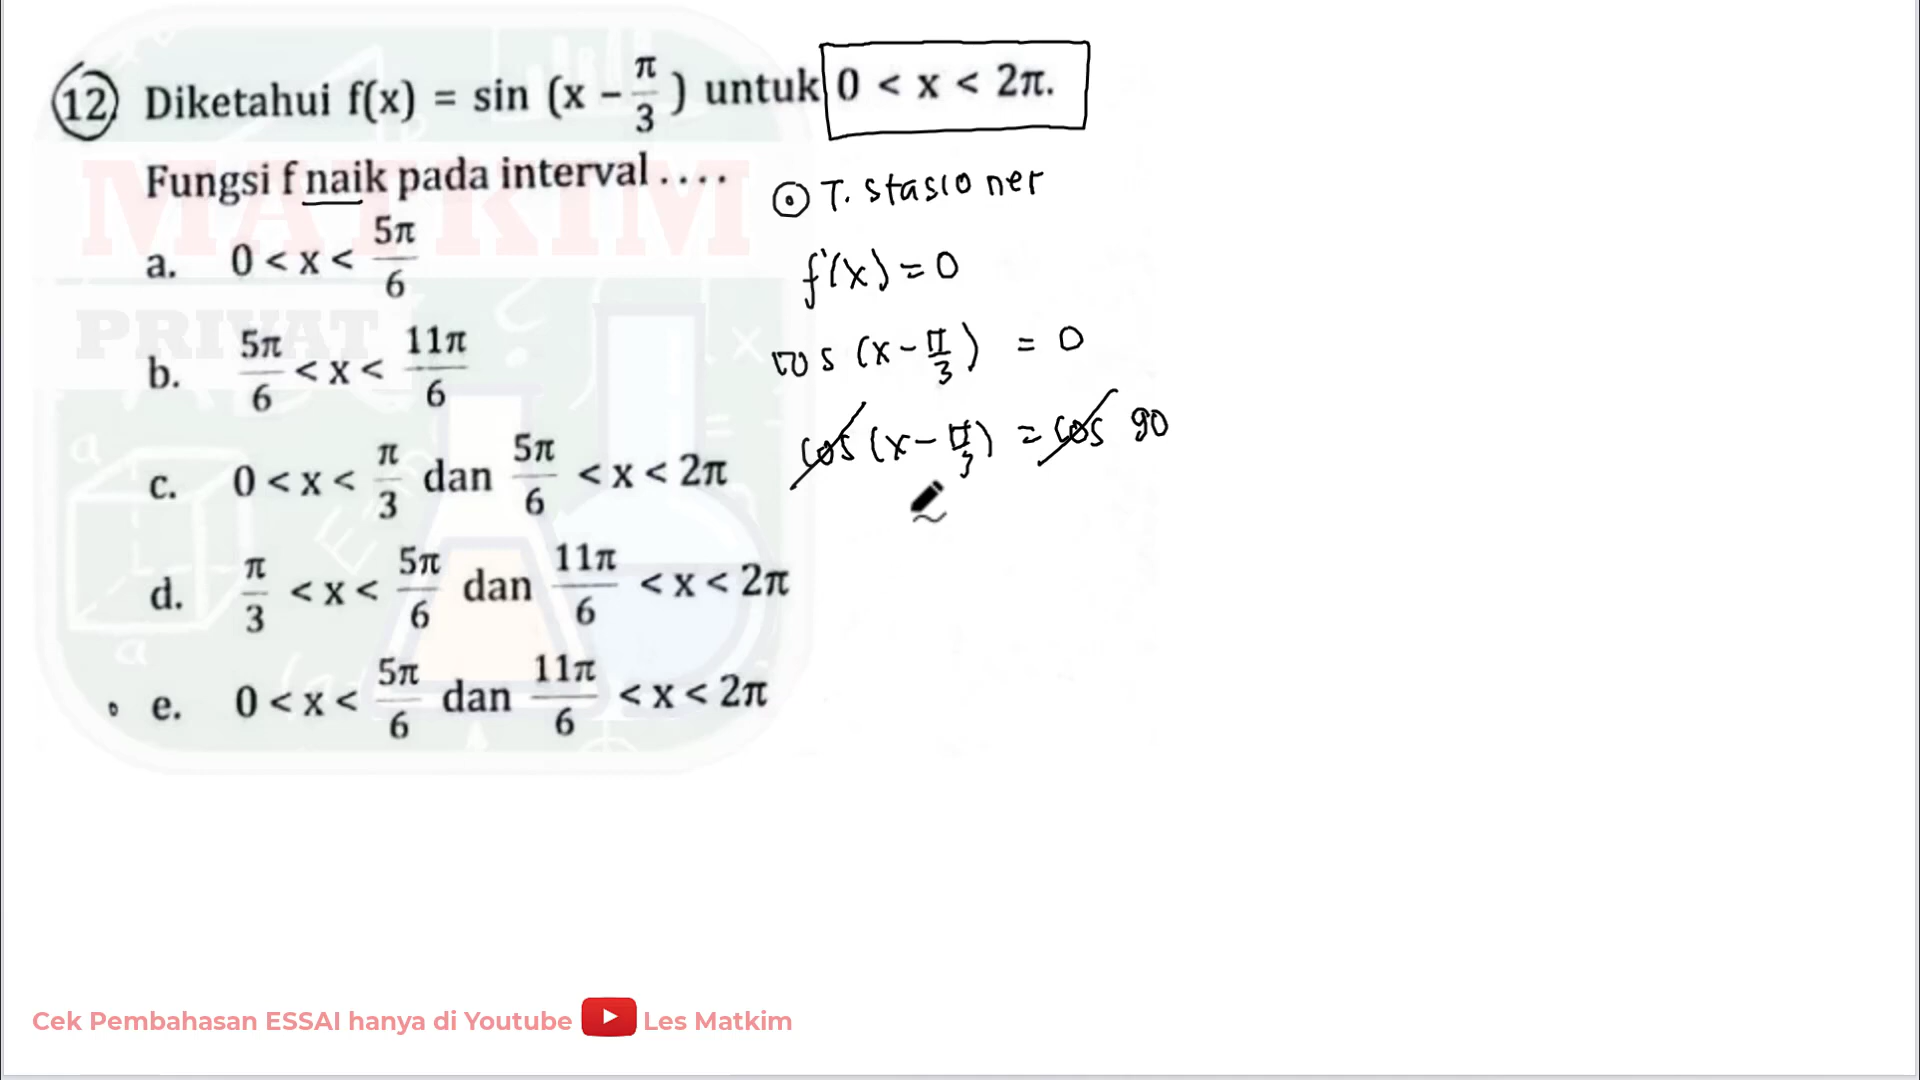 12 Diketahui f(x) = sin (x − π/3) untuk 0 < x < 2π.
Fungsi f naik pada interval ....
a. 0 < x < 5π/6
b. 5π/6 < x < 11π/6
c. 0 < x < π/3 dan 5π/6 < x < 2π
d. π/3 < x < 5π/6 dan 11π/6 < x < 2π
e. 0 < x < 5π/6 dan 11π/6 < x < 2π
T. stasioner
f'(x) = 0
cos (x − π/3) = 0
cos (x − π/3) = cos 90
MATKIM
PRIVAT
a
a
Cek Pembahasan ESSAI hanya di Youtube Les Matkim